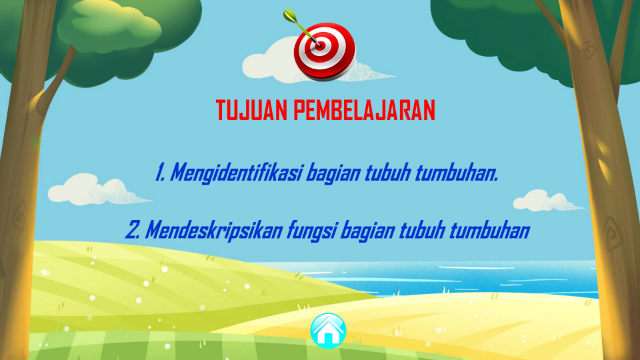 TUJUAN PEMBELAJARAN
1. Mengidentifikasi bagian tubuh tumbuhan.
2. Mendeskripsikan fungsi bagian tubuh tumbuhan